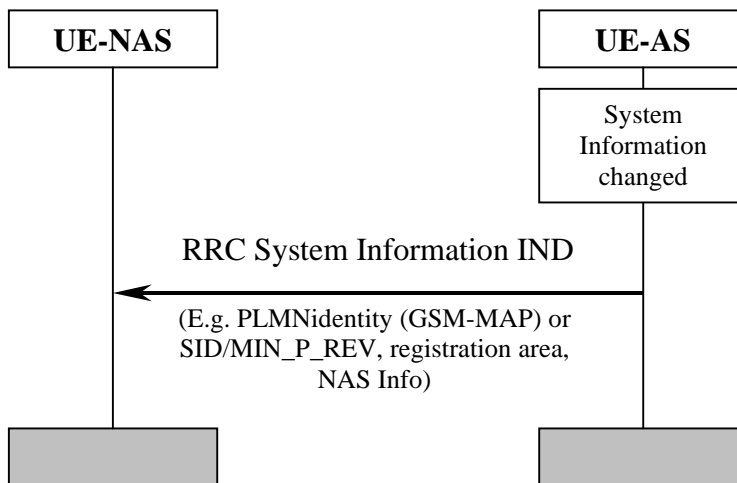 UE-NAS
UE-AS
System
Information
changed
RRC System Information IND
(E.g. PLMNidentity (GSM-MAP) or
SID/MIN_P_REV, registration area,
NAS Info)